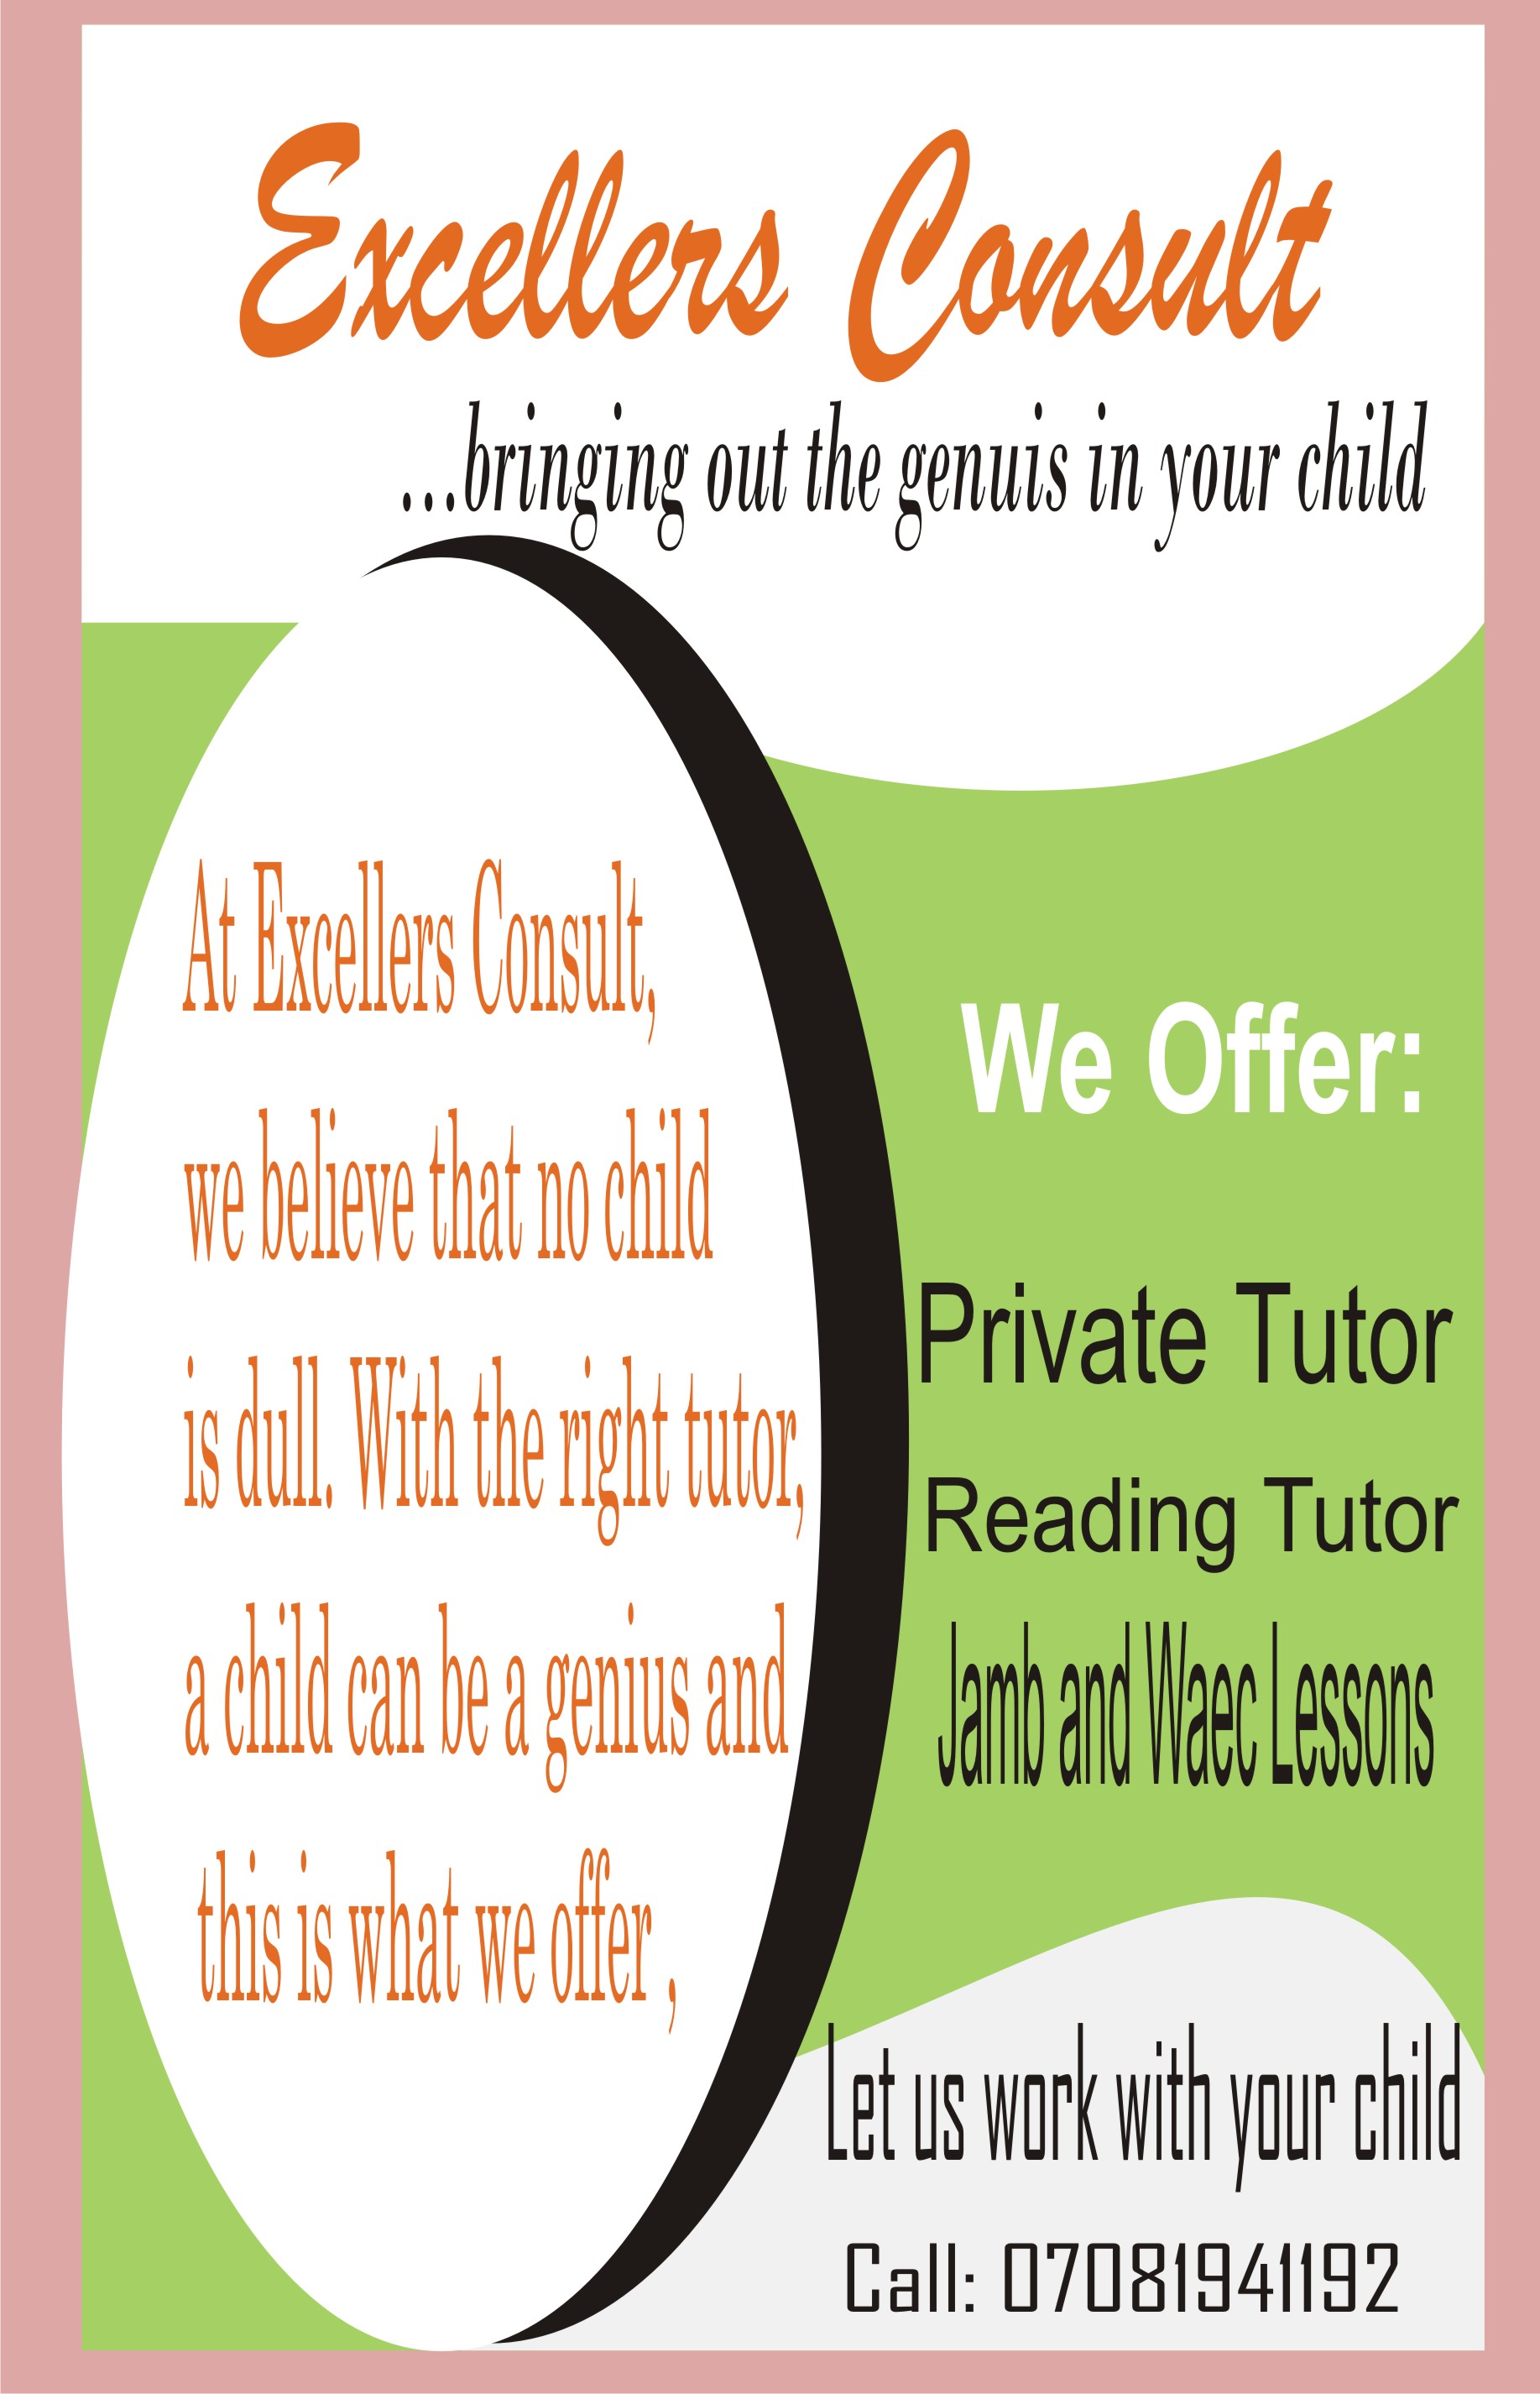 Excellers Consult
...bringing out the genuis in your child
At Excellers Consult,
we believe that no child
is dull. With the right tutor,
a child can be a genius and
this is what we offer ,
We Offer:
Private Tutor
Reading Tutor
Jamb and Waec Lessons
Let us work with your child
Call: 07081941192